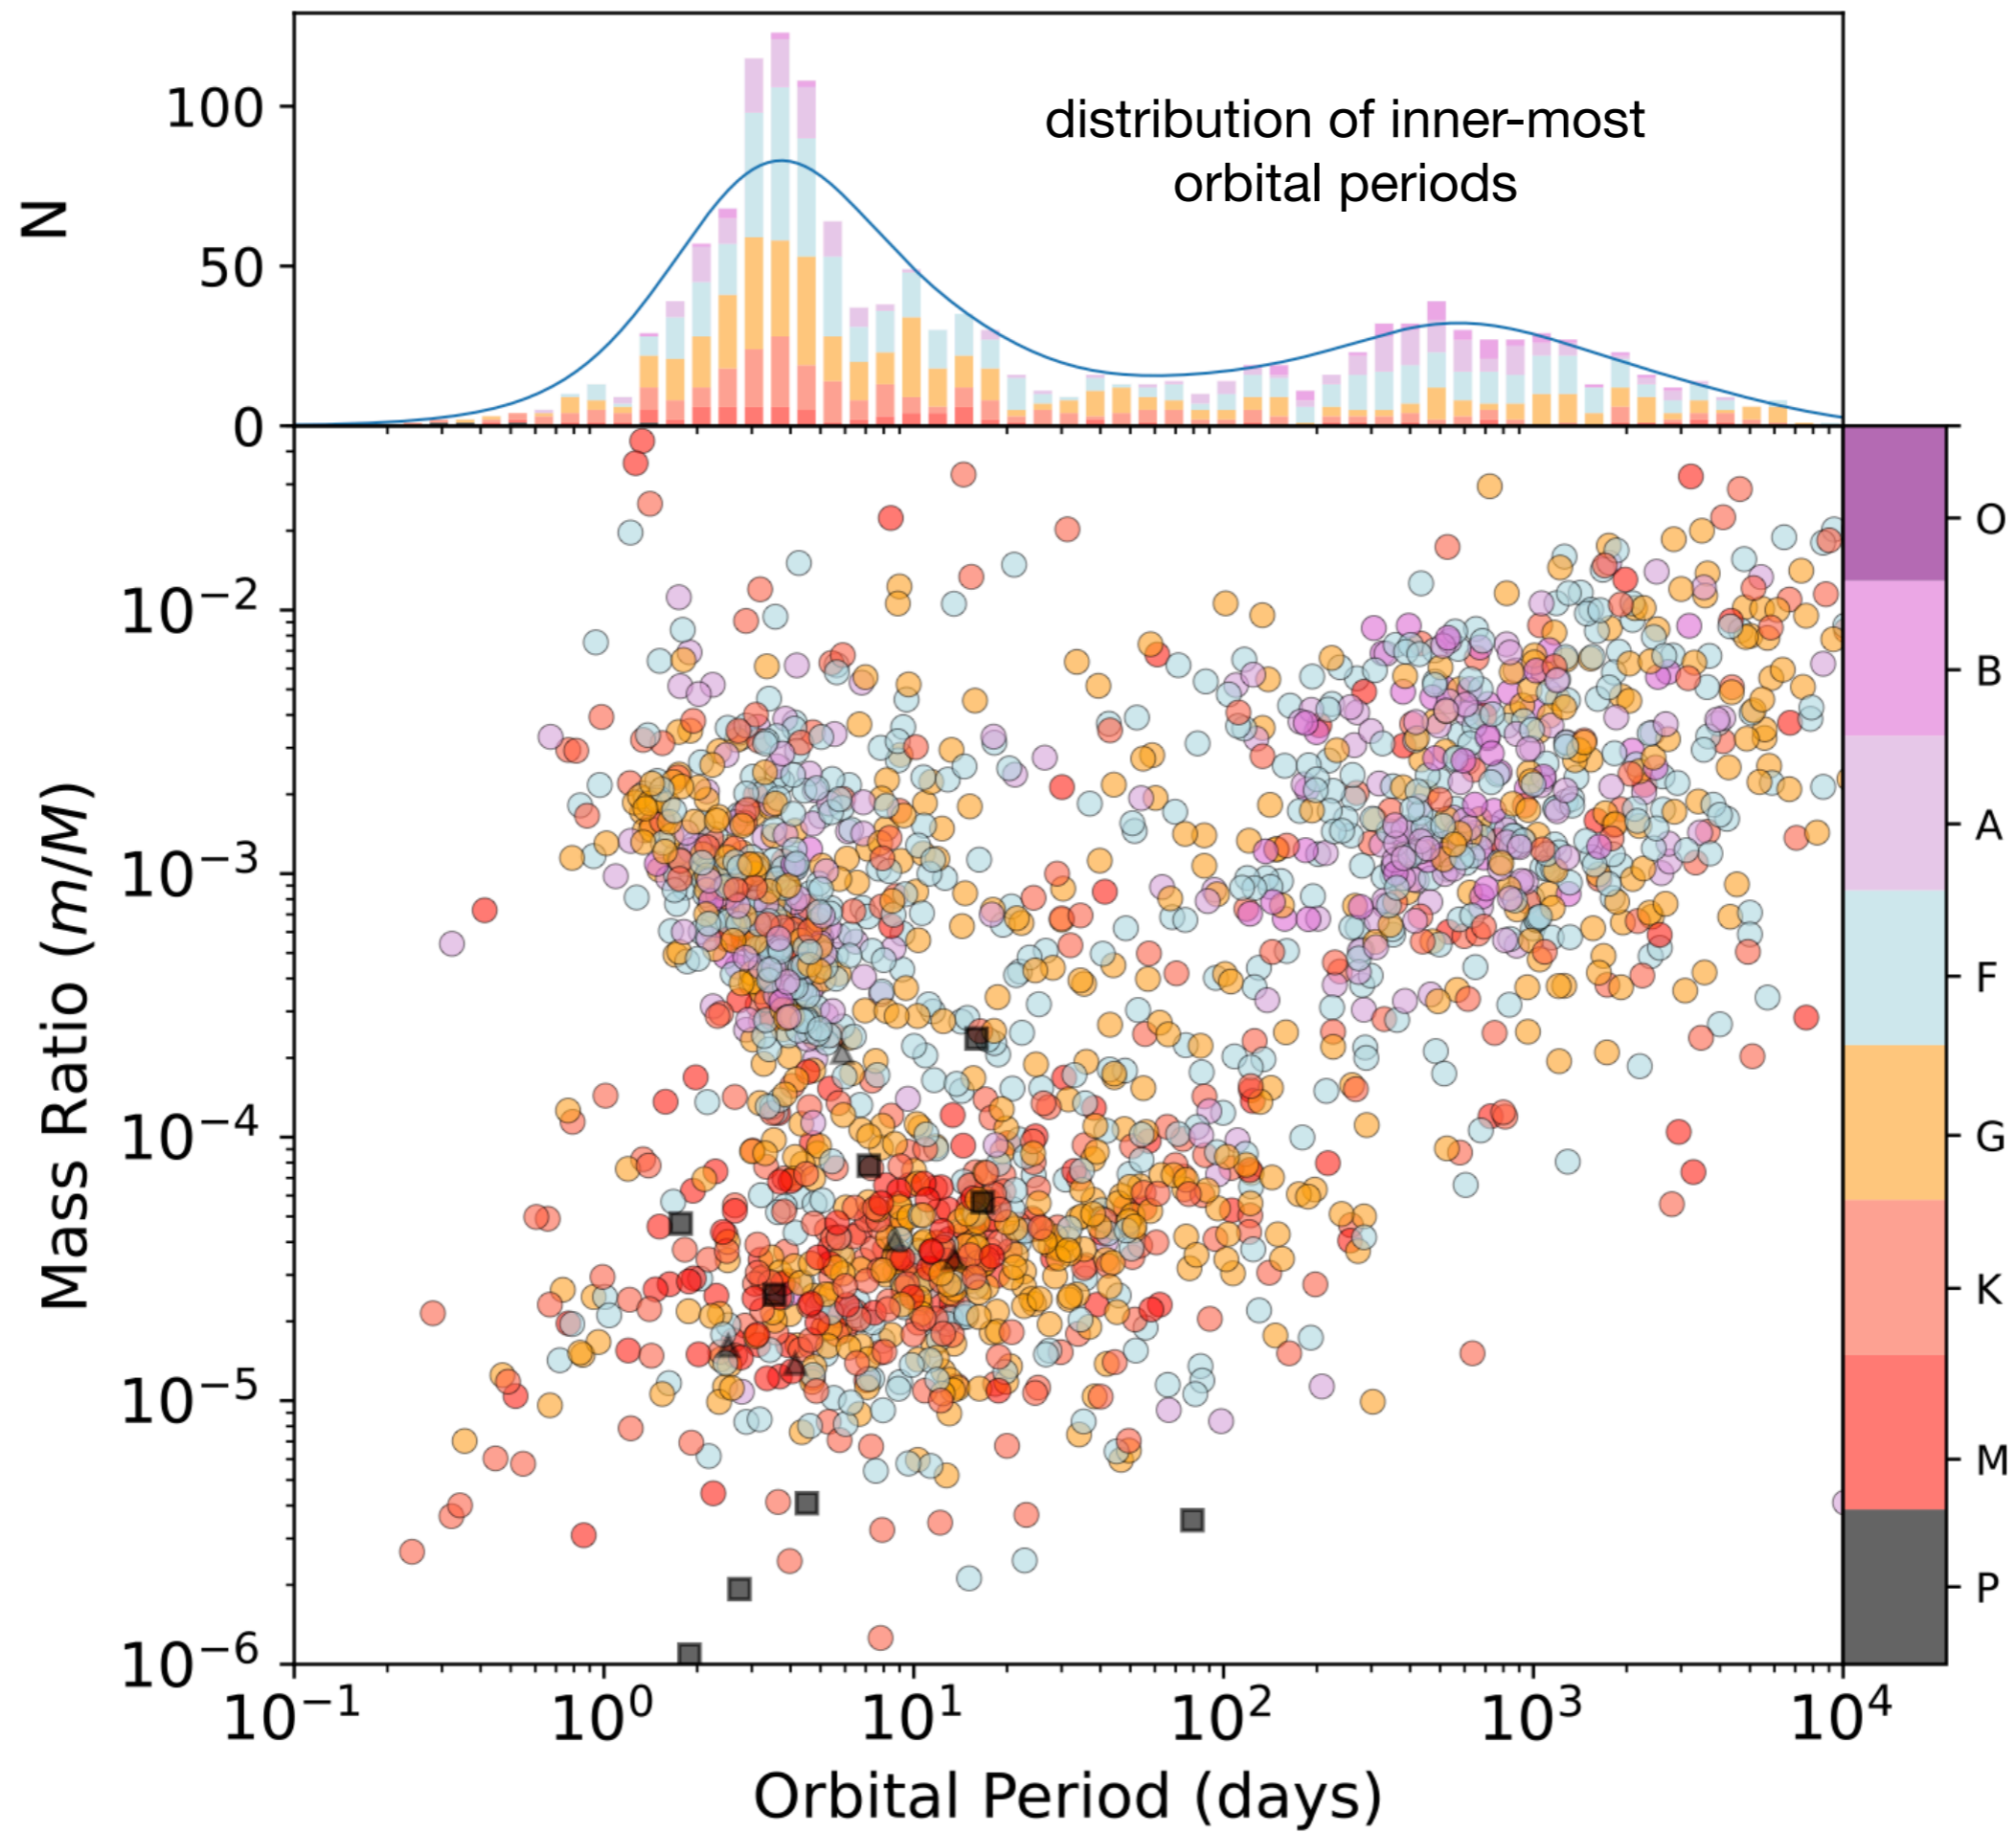 100
50
0
N
distribution of inner-most
orbital periods
10⁻²
10⁻³
10⁻⁴
10⁻⁵
10⁻⁶
Mass Ratio (m/M)
10⁻¹
10⁰
10¹
10²
10³
10⁴
Orbital Period (days)
O
B
A
F
G
K
M
P